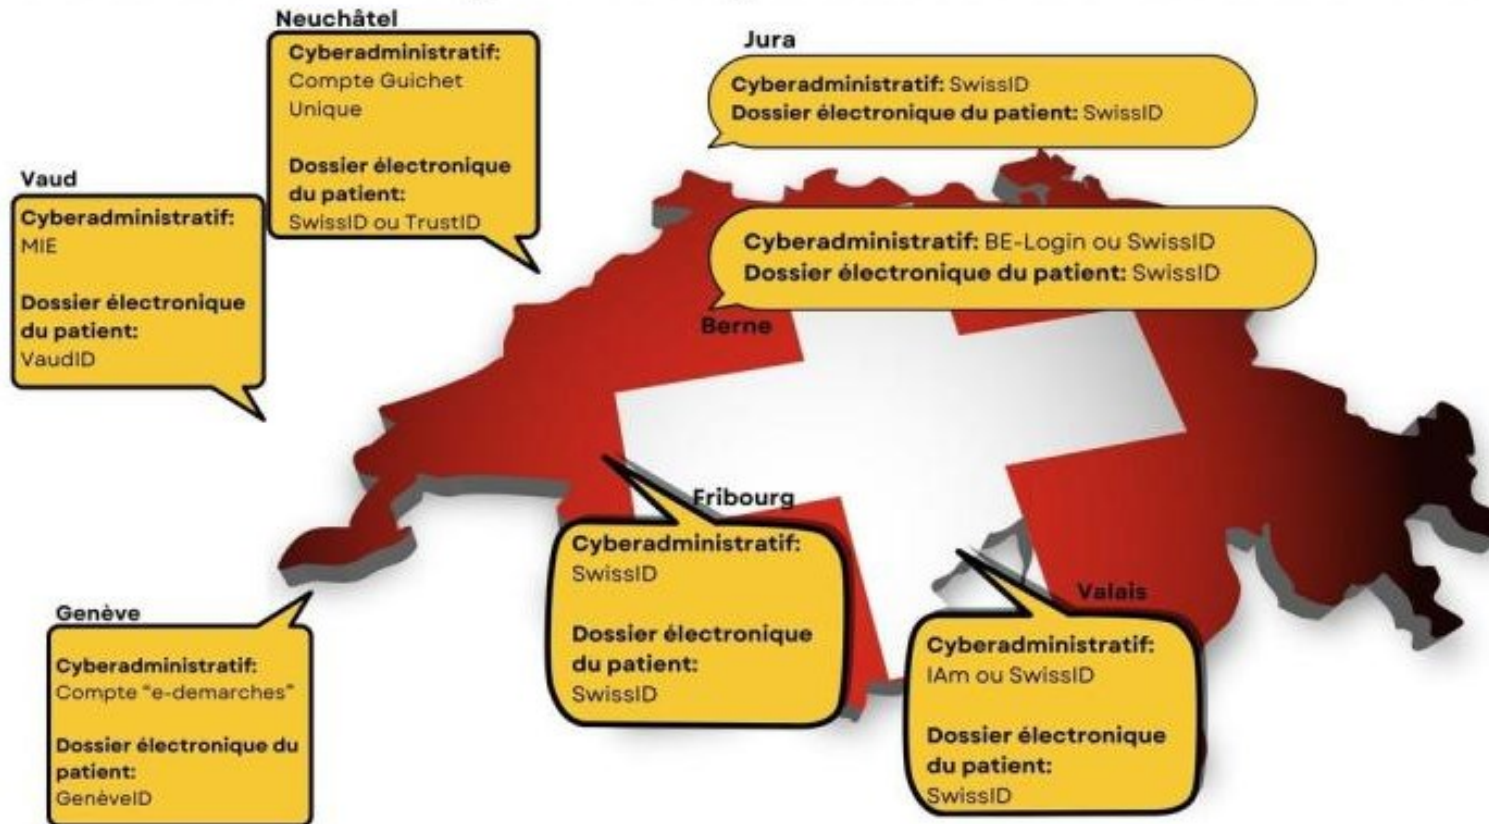 Neuchâtel
Cyberadministratif:
Compte Guichet
Unique
Dossier électronique
du patient:
SwissID ou TrustID
Jura
Cyberadministratif: SwissID
Dossier électronique du patient: SwissID
Vaud
Cyberadministratif:
MIE
Dossier électronique
du patient:
VaudID
Cyberadministratif: BE-Login ou SwissID
Dossier électronique du patient: SwissID
Berne
Fribourg
Cyberadministratif:
SwissID
Dossier électronique
du patient:
SwissID
Valais
Cyberadministratif:
IAm ou SwissID
Dossier électronique
du patient:
SwissID
Genève
Cyberadministratif:
Compte “e-demarches”
Dossier électronique du
patient:
GenèveID